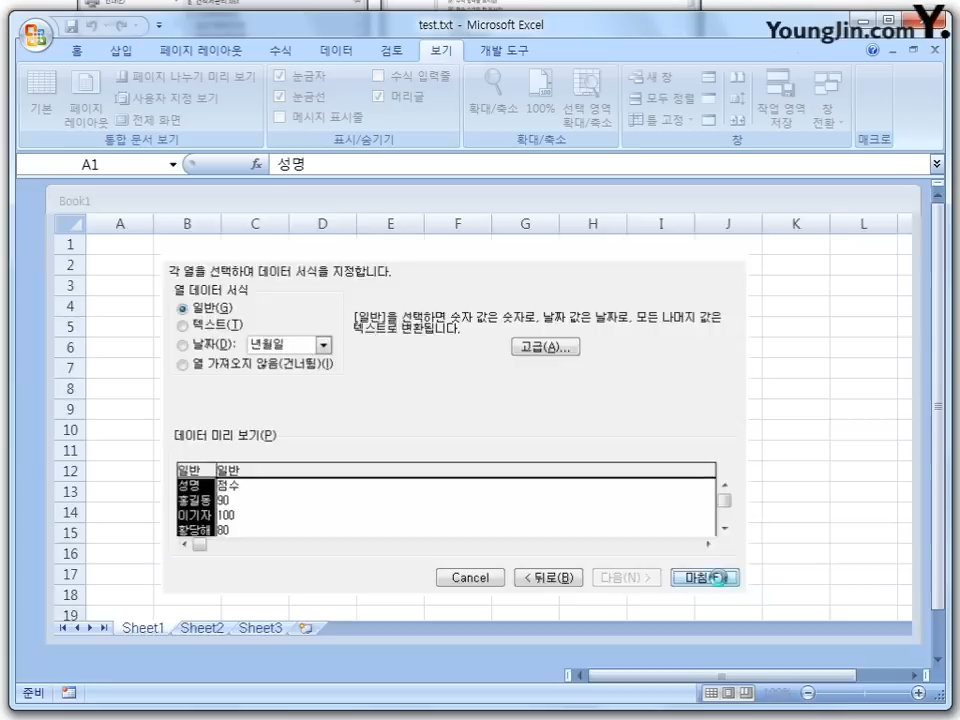 test.txt - Microsoft Excel
YoungJin.com Y.
홈 삽입 페이지 레이아웃 수식 데이터 검토 보기 개발 도구
기본
페이지 레이아웃
페이지 나누기 미리 보기
사용자 지정 보기
전체 화면
통합 문서 보기
눈금자
눈금선
메시지 표시줄
수식 입력줄
머리글
표시/숨기기
확대/축소
100%
선택 영역 확대/축소
확대/축소
새 창
모두 정렬
틀 고정
작업 영역 저장
창 전환
창
매크로
A1
fx 성명
Book1
A B C D E F G H I J K L
1
2
3
4
5
6
7
8
9
10
11
12
13
14
15
16
17
18
19
각 열을 선택하여 데이터 서식을 지정합니다.
열 데이터 서식
일반(G)
텍스트(T)
날짜(D): 년월일
열 가져오지 않음(건너뜀)(I)
[일반]을 선택하면 숫자 값은 숫자로, 날짜 값은 날짜로, 모든 나머지 값은
텍스트로 변환됩니다.
고급(A)...
데이터 미리 보기(P)
일반 일반
성명 점수
홍길동 90
이기자 100
황당해 80
Cancel < 뒤로(B) 다음(N) > 마침(F)
Sheet1 Sheet2 Sheet3
준비
100%